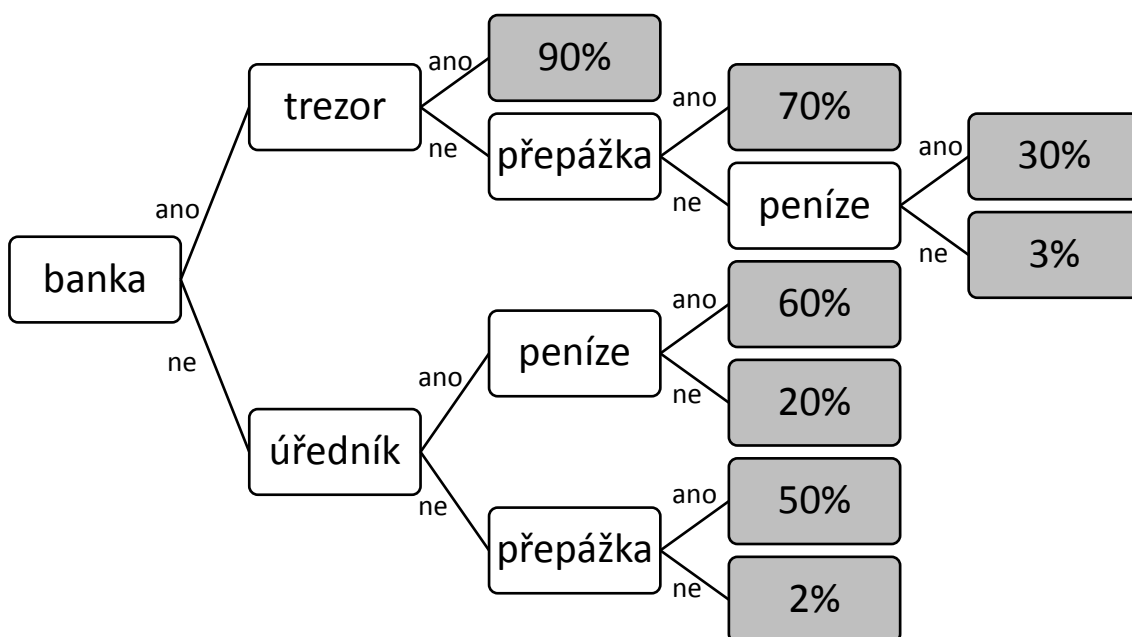 ano
90%
trezor
ano
70%
ne
přepážka
ano
30%
ano
ne
peníze
ne
3%
banka
ano
60%
ne
peníze
ano
ne
20%
úředník
ano
50%
ne
přepážka
ne
2%